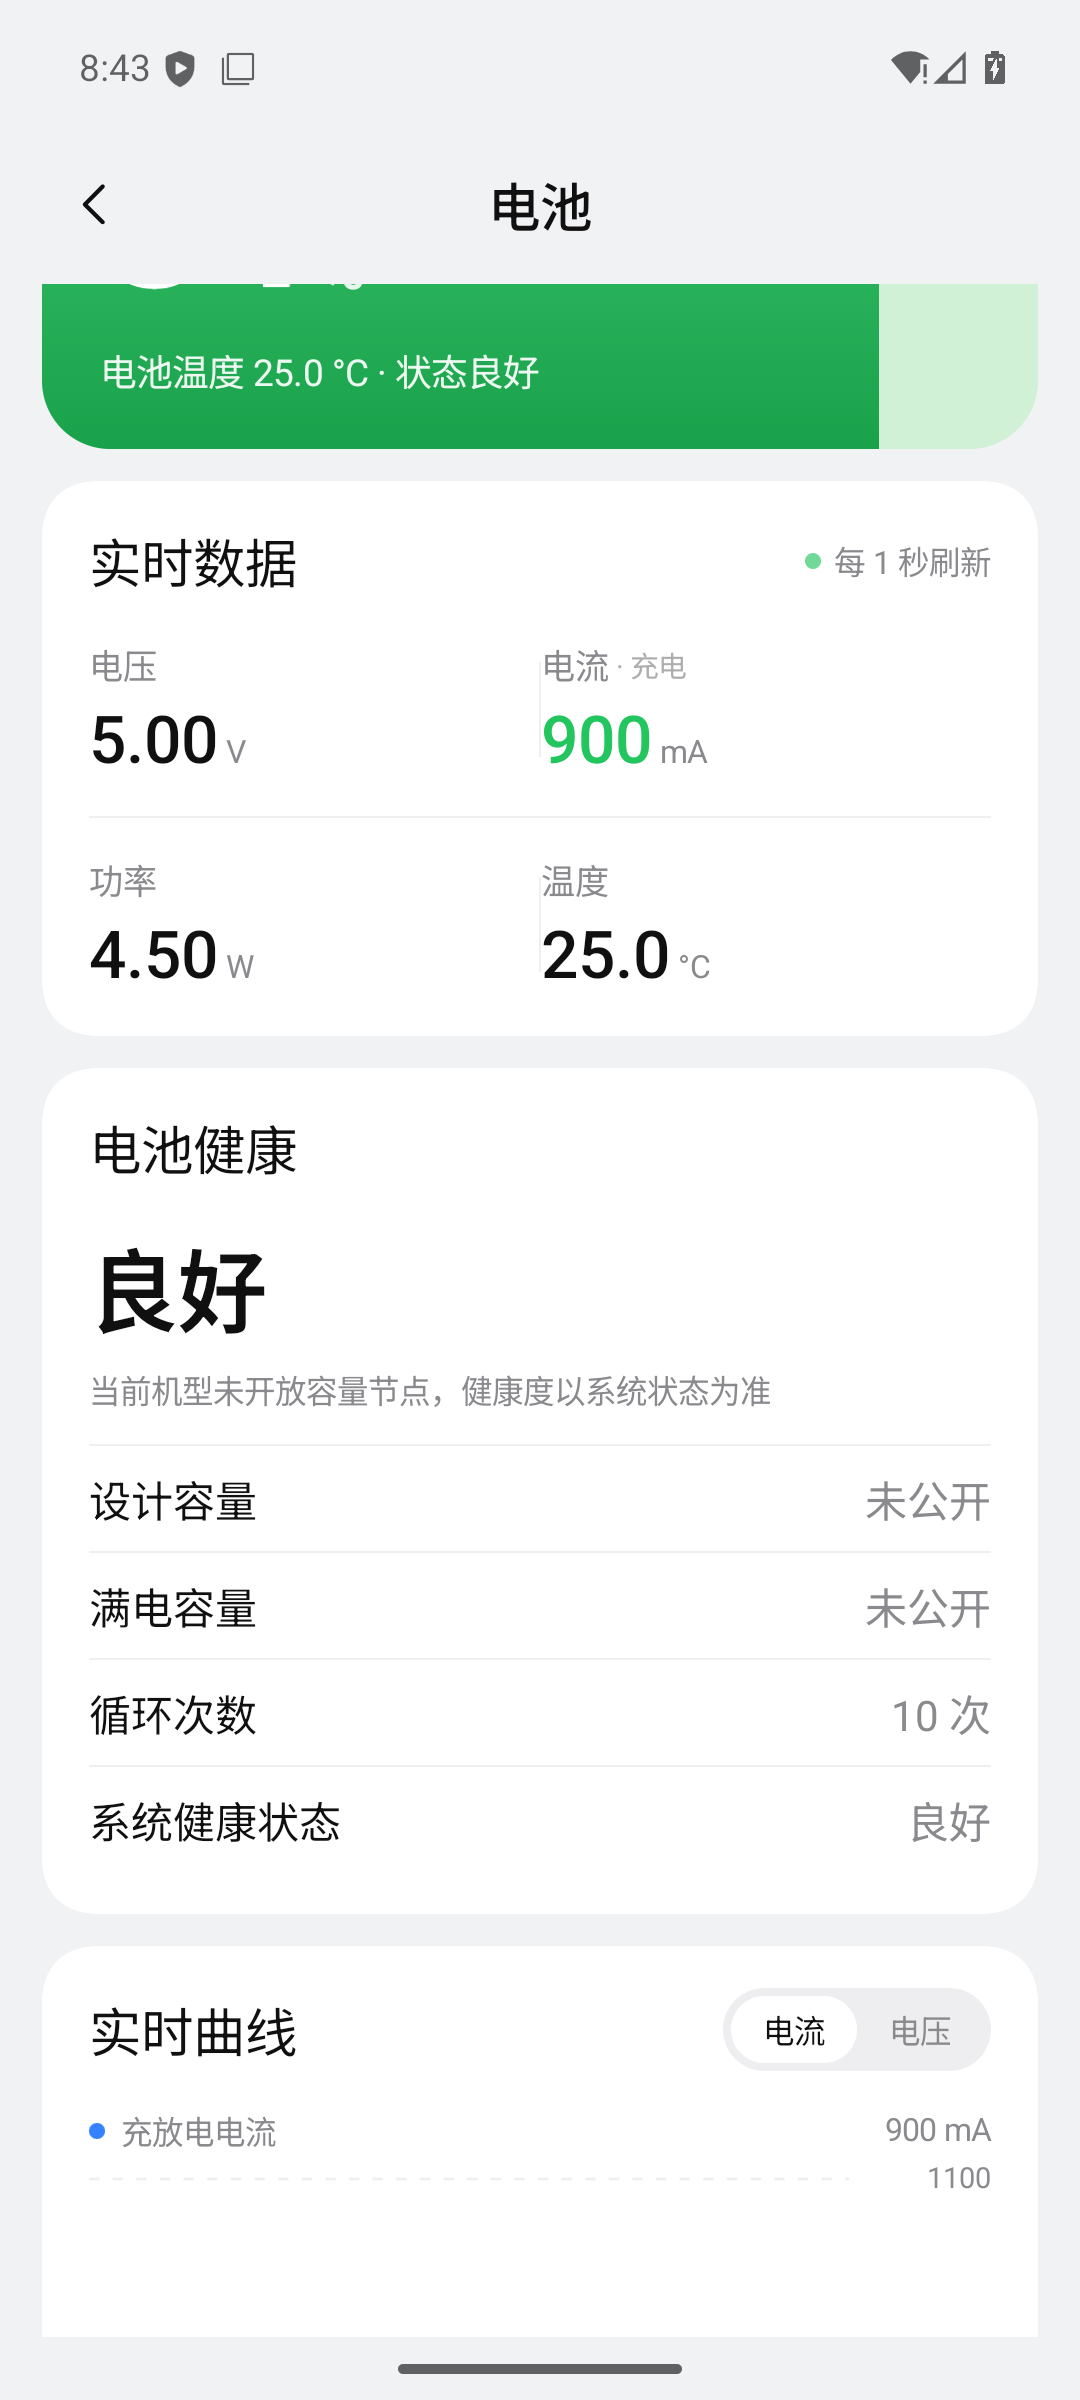 8:43
电池
电池温度 25.0 °C · 状态良好
实时数据
每 1 秒刷新
电压
电流 · 充电
5.00 V
900 mA
功率
温度
4.50 W
25.0 °C
电池健康
良好
当前机型未开放容量节点，健康度以系统状态为准
设计容量 未公开
满电容量 未公开
循环次数 10 次
系统健康状态 良好
实时曲线
电流 电压
充放电电流 900 mA
1100